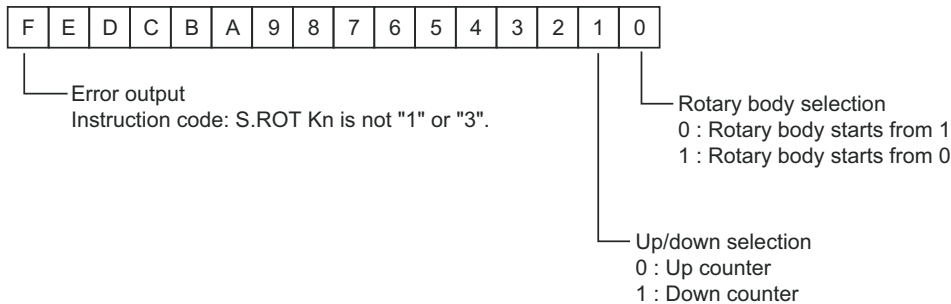 F E D C B A 9 8 7 6 5 4 3 2 1 0
Error output
Instruction code: S.ROT Kn is not "1" or "3".
Rotary body selection
0 : Rotary body starts from 1
1 : Rotary body starts from 0
Up/down selection
0 : Up counter
1 : Down counter